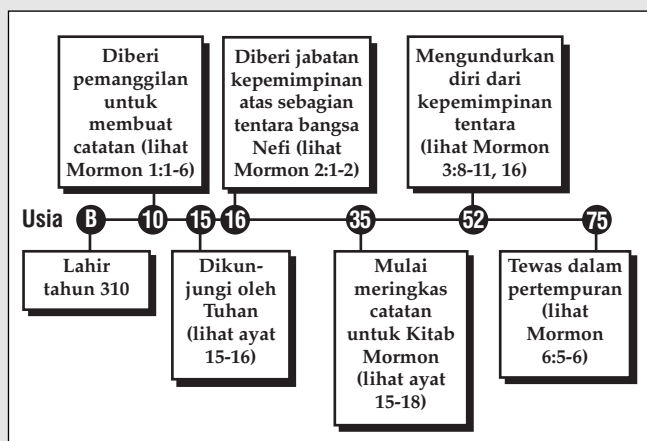 Diberi
pemanggilan
untuk
membuat
catatan (lihat
Mormon 1:1-6)
Diberi jabatan
kepemimpinan
atas sebagian
tentara bangsa
Nefi (lihat
Mormon 2:1-2)
Mengundurkan
diri dari
kepemimpinan
tentara
(lihat Mormon
3:8-11, 16)
Usia B 10 15 16 35 52 75
Lahir
tahun 310
Dikun-
jungi oleh
Tuhan
(lihat ayat
15-16)
Mulai
meringkas
catatan
untuk Kitab
Mormon
(lihat ayat
15-18)
Tewas dalam
pertempuran
(lihat
Mormon
6:5-6)